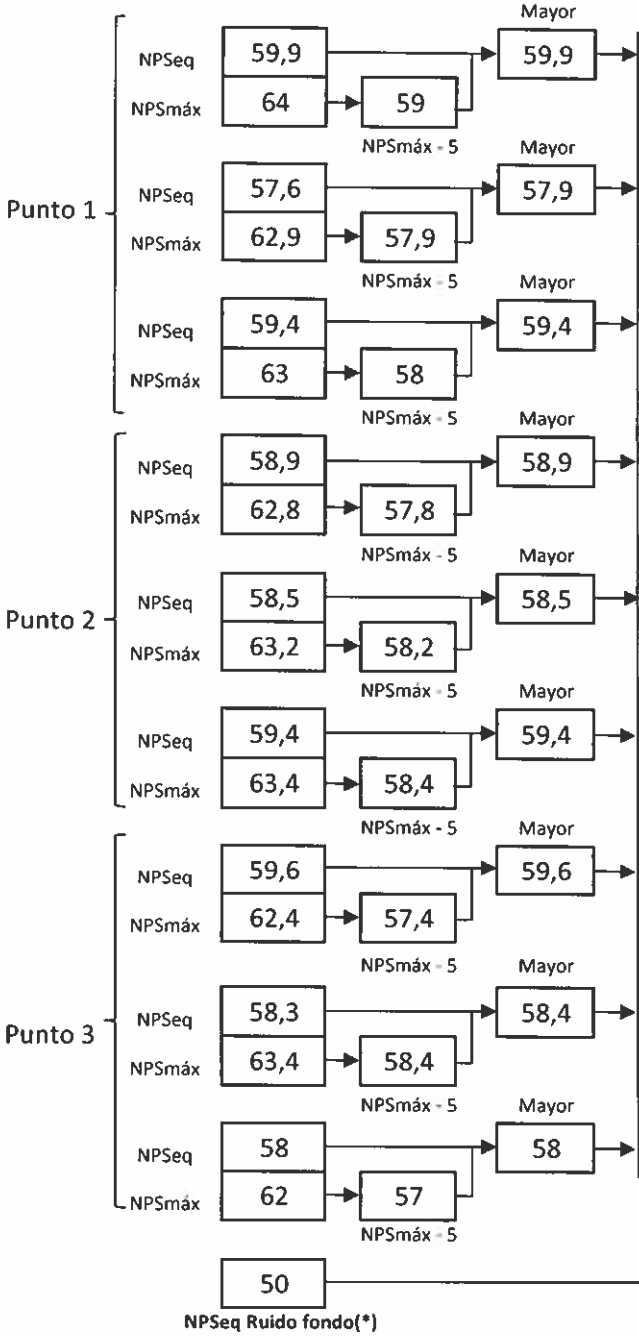 Mayor
NPSeq 59,9 59,9
NPSmáx 64 59
NPSmáx - 5
Mayor
Punto 1
NPSeq 57,6 57,9
NPSmáx 62,9 57,9
NPSmáx - 5
Mayor
NPSeq 59,4 59,4
NPSmáx 63 58
NPSmáx - 5
Mayor
NPSeq 58,9 58,9
NPSmáx 62,8 57,8
NPSmáx - 5
Mayor
Punto 2
NPSeq 58,5 58,5
NPSmáx 63,2 58,2
NPSmáx - 5
Mayor
NPSeq 59,4 59,4
NPSmáx 63,4 58,4
NPSmáx - 5
Mayor
NPSeq 59,6 59,6
NPSmáx 62,4 57,4
NPSmáx - 5
Mayor
Punto 3
NPSeq 58,3 58,4
NPSmáx 63,4 58,4
NPSmáx - 5
Mayor
NPSeq 58 58
NPSmáx 62 57
NPSmáx - 5
50
NPSeq Ruido fondo(*)